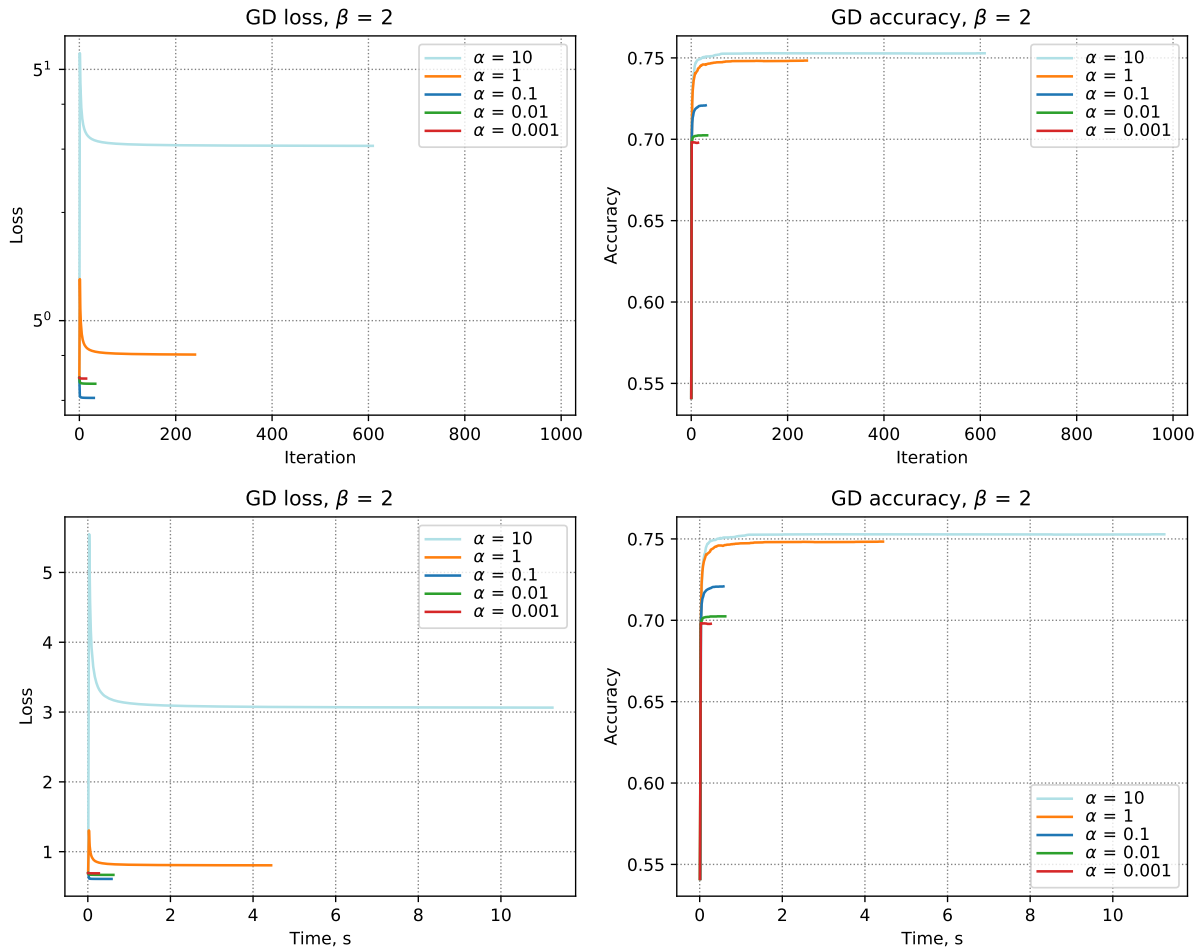 GD loss, β = 2
5¹
5⁰
Loss
0 200 400 600 800 1000
Iteration
α = 10
α = 1
α = 0.1
α = 0.01
α = 0.001
GD accuracy, β = 2
0.75
0.70
0.65
0.60
0.55
Accuracy
0 200 400 600 800 1000
Iteration
α = 10
α = 1
α = 0.1
α = 0.01
α = 0.001
GD loss, β = 2
5
4
3
2
1
Loss
0 2 4 6 8 10
Time, s
α = 10
α = 1
α = 0.1
α = 0.01
α = 0.001
GD accuracy, β = 2
0.75
0.70
0.65
0.60
0.55
Accuracy
0 2 4 6 8 10
Time, s
α = 10
α = 1
α = 0.1
α = 0.01
α = 0.001